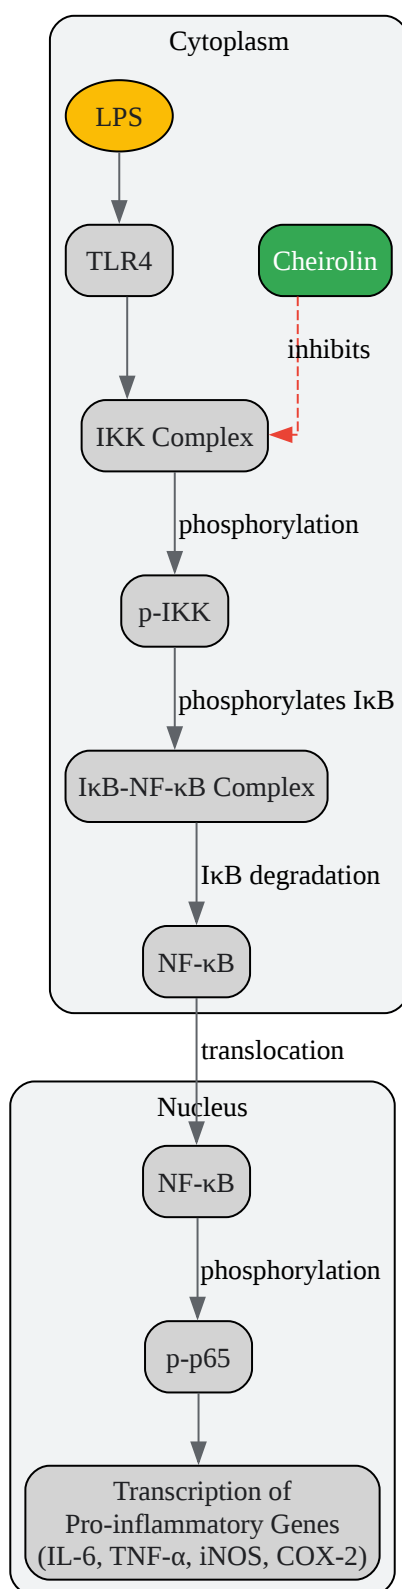 Cytoplasm
LPS
TLR4
Cheirolin
inhibits
IKK Complex
phosphorylation
p-IKK
phosphorylates IκB
IκB-NF-κB Complex
IκB degradation
NF-κB
translocation
Nucleus
NF-κB
phosphorylation
p-p65
Transcription of
Pro-inflammatory Genes
(IL-6, TNF-α, iNOS, COX-2)